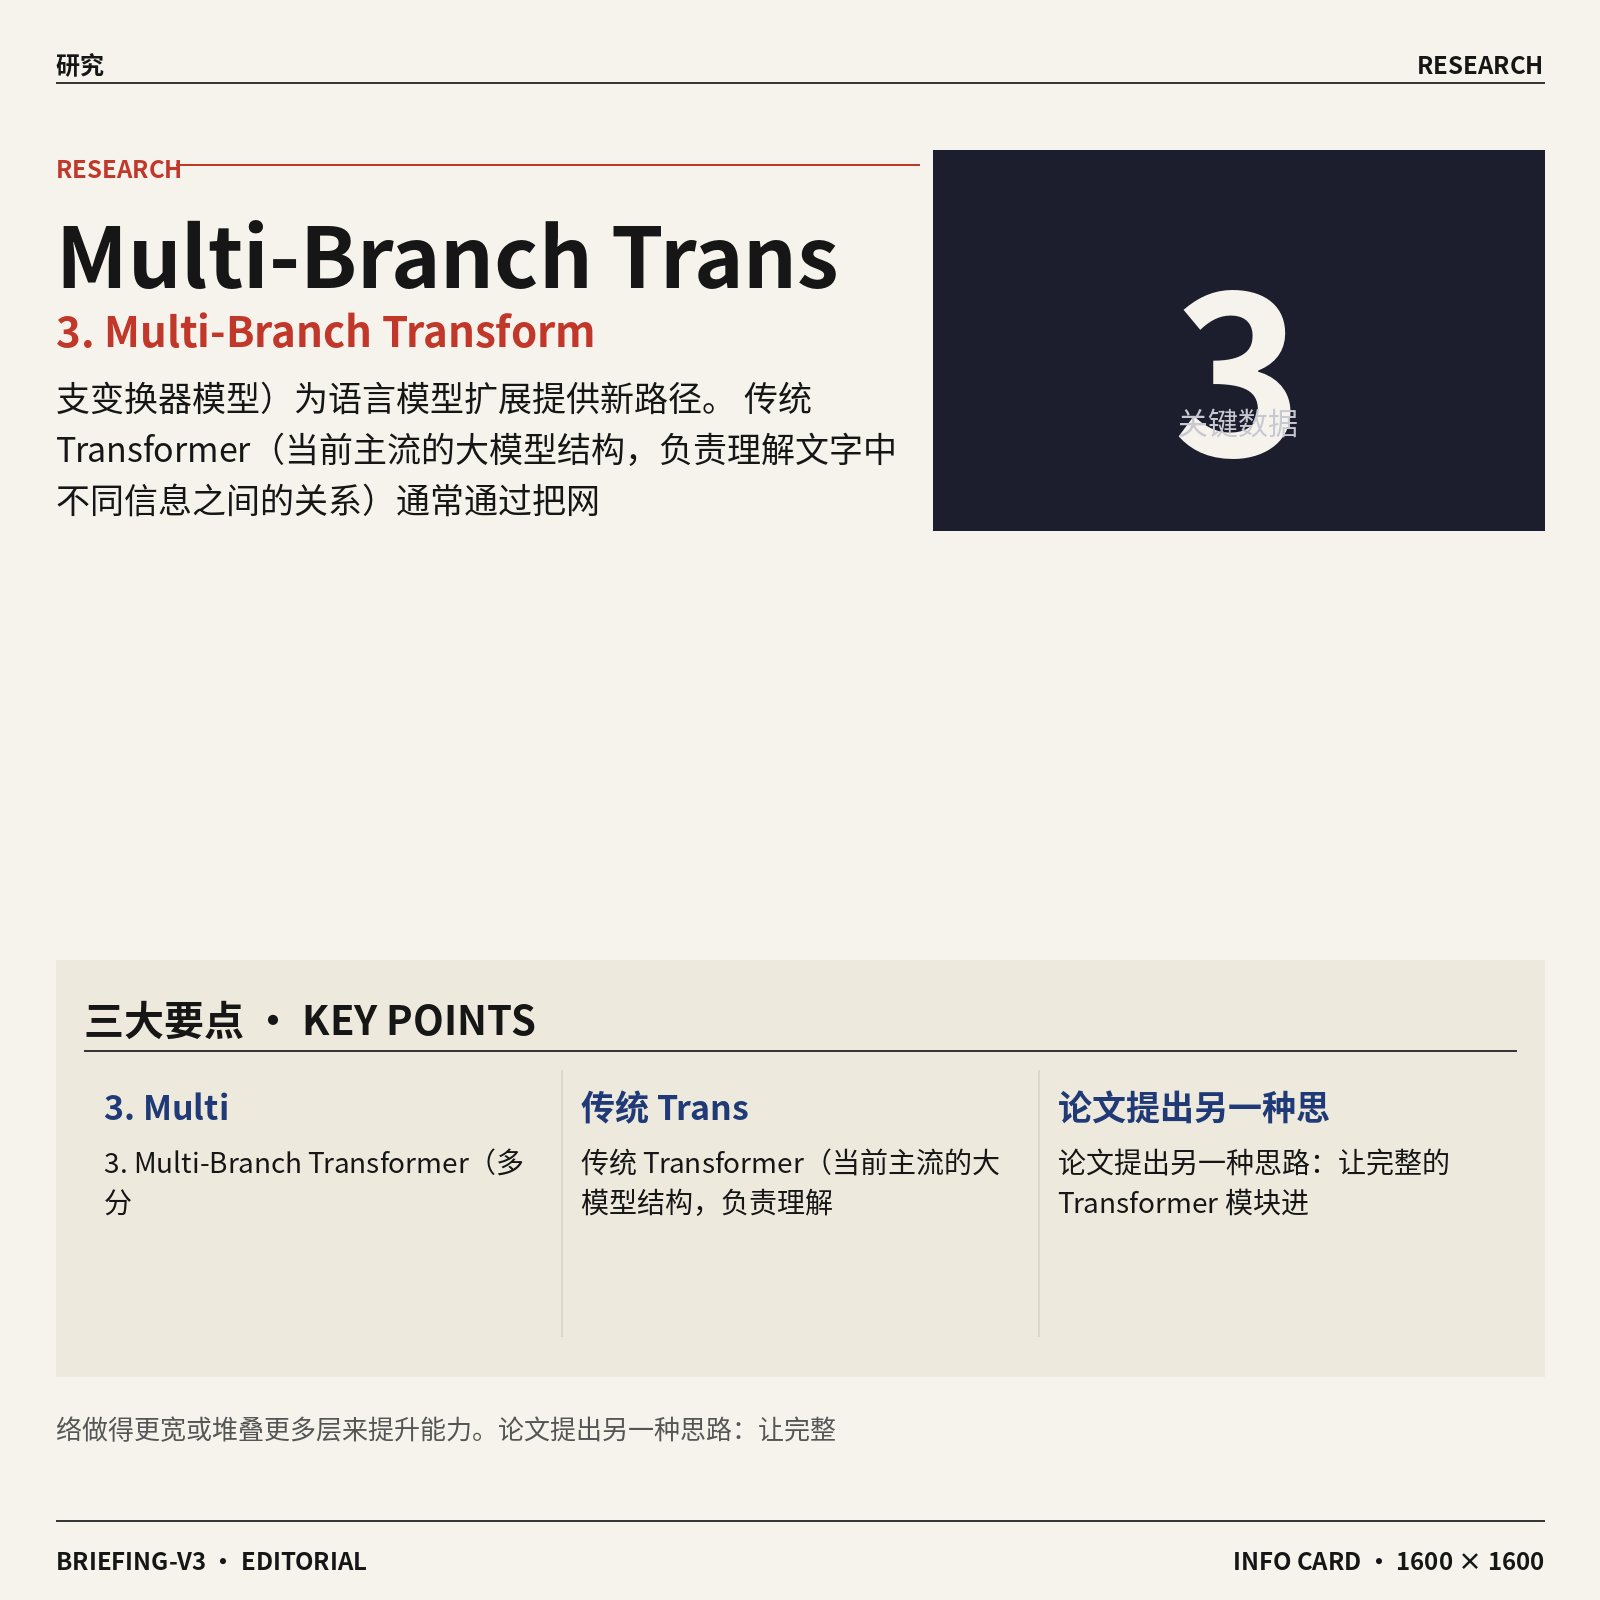 研究
RESEARCH
RESEARCH
Multi-Branch Trans
3. Multi-Branch Transform
支变换器模型）为语言模型扩展提供新路径。 传统
Transformer（当前主流的大模型结构，负责理解文字中
不同信息之间的关系）通常通过把网
3
关键数据
三大要点 · KEY POINTS
3. Multi
3. Multi-Branch Transformer（多
分
传统 Trans
传统 Transformer（当前主流的大
模型结构，负责理解
论文提出另一种思
论文提出另一种思路：让完整的
Transformer 模块进
络做得更宽或堆叠更多层来提升能力。论文提出另一种思路：让完整
BRIEFING-V3 · EDITORIAL
INFO CARD · 1600 × 1600